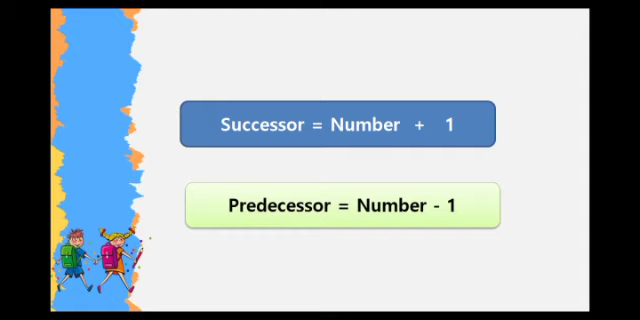 Successor = Number + 1
Predecessor = Number - 1